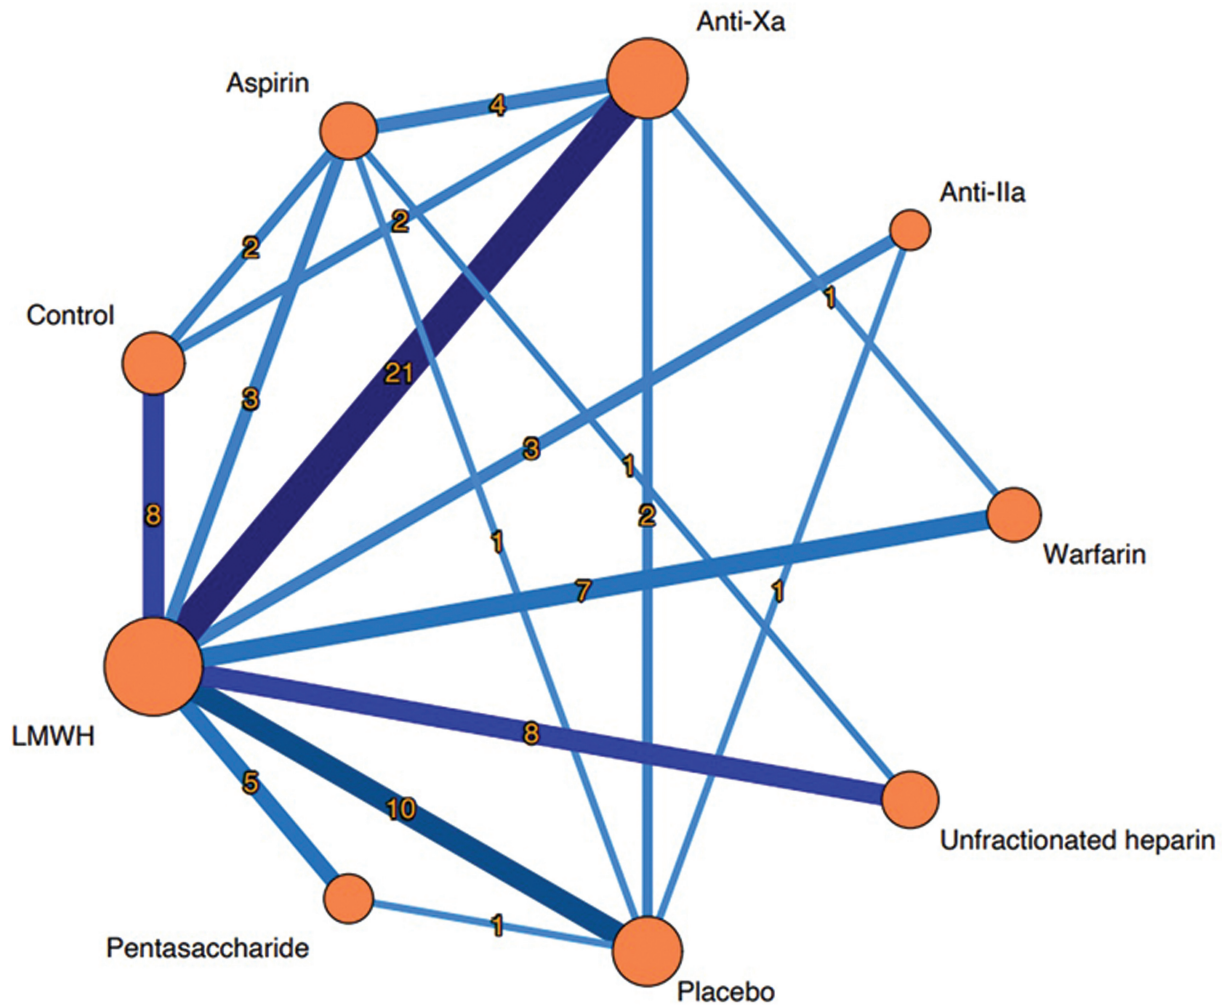 Anti-Xa
Aspirin
4
Anti-IIa
2
2
1
Control
21
3
3
1
8
2
1
Warfarin
7
1
LMWH
8
5
10
Unfractionated heparin
1
Pentasaccharide
Placebo